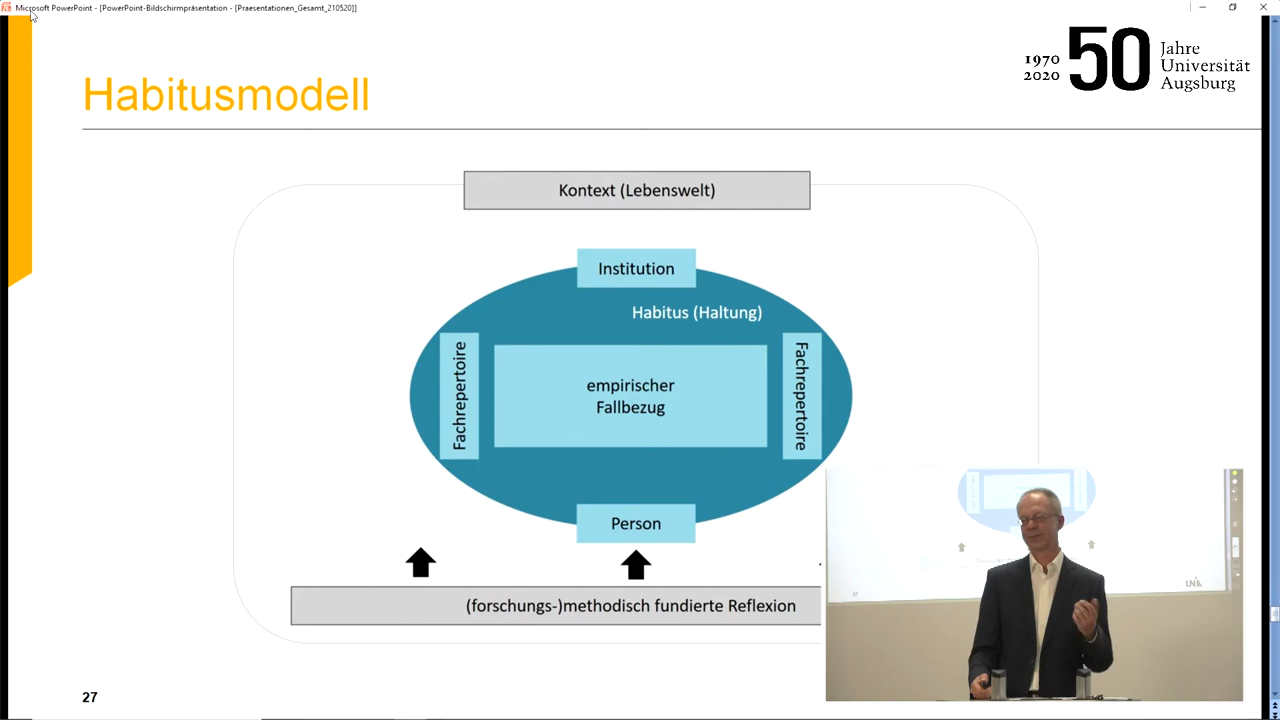 Microsoft PowerPoint - [PowerPoint-Bildschirmpräsentation - [Praesentationen_Gesamt_210520]]
1970
2020
50
Jahre
Universität
Augsburg
Habitusmodell
Kontext (Lebenswelt)
Institution
Habitus (Haltung)
Fachrepertoire
empirischer
Fallbezug
Fachrepertoire
Person
(forschungs-)methodisch fundierte Reflexion
27